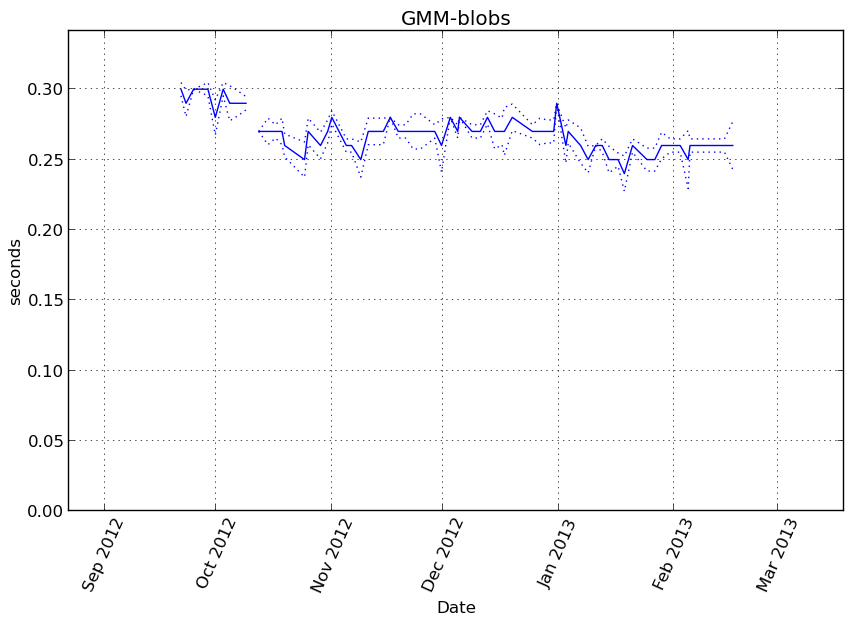 GMM-blobs
0.30
0.25
0.20
0.15
0.10
0.05
0.00
seconds
Sep 2012
Oct 2012
Nov 2012
Dec 2012
Jan 2013
Feb 2013
Mar 2013
Date